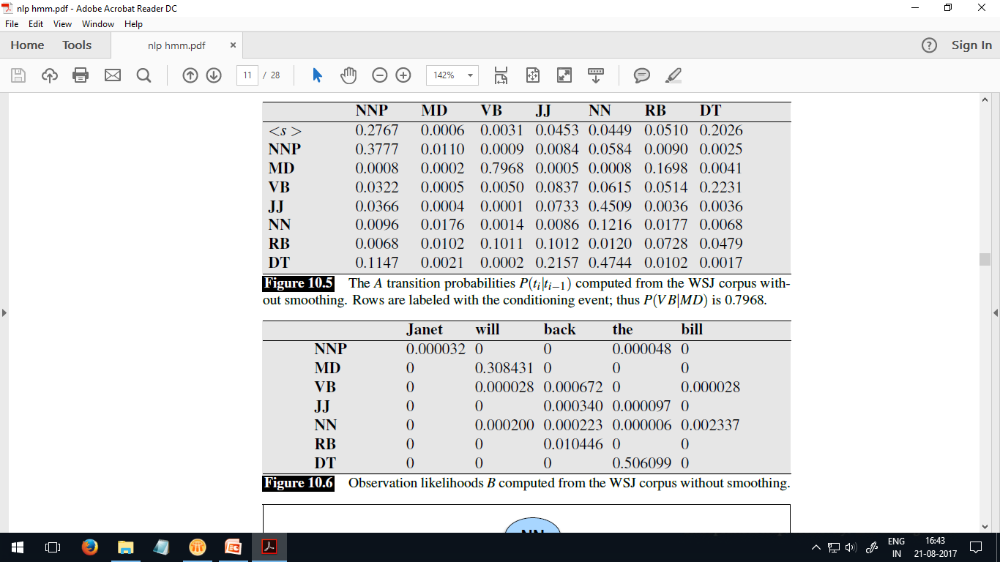 nlp hmm.pdf - Adobe Acrobat Reader DC
File Edit View Window Help
Home Tools nlp hmm.pdf × ? Sign In
11 / 28 142%
NNP MD VB JJ NN RB DT
<s > 0.2767 0.0006 0.0031 0.0453 0.0449 0.0510 0.2026
NNP 0.3777 0.0110 0.0009 0.0084 0.0584 0.0090 0.0025
MD 0.0008 0.0002 0.7968 0.0005 0.0008 0.1698 0.0041
VB 0.0322 0.0005 0.0050 0.0837 0.0615 0.0514 0.2231
JJ 0.0366 0.0004 0.0001 0.0733 0.4509 0.0036 0.0036
NN 0.0096 0.0176 0.0014 0.0086 0.1216 0.0177 0.0068
RB 0.0068 0.0102 0.1011 0.1012 0.0120 0.0728 0.0479
DT 0.1147 0.0021 0.0002 0.2157 0.4744 0.0102 0.0017
Figure 10.5 The A transition probabilities P(tᵢ|tᵢ₋₁) computed from the WSJ corpus with-
out smoothing. Rows are labeled with the conditioning event; thus P(VB|MD) is 0.7968.
Janet will back the bill
NNP 0.000032 0 0 0.000048 0
MD 0 0.308431 0 0 0
VB 0 0.000028 0.000672 0 0.000028
JJ 0 0 0.000340 0.000097 0
NN 0 0.000200 0.000223 0.000006 0.002337
RB 0 0 0.010446 0 0
DT 0 0 0 0.506099 0
Figure 10.6 Observation likelihoods B computed from the WSJ corpus without smoothing.
ENG 16:43
IN 21-08-2017